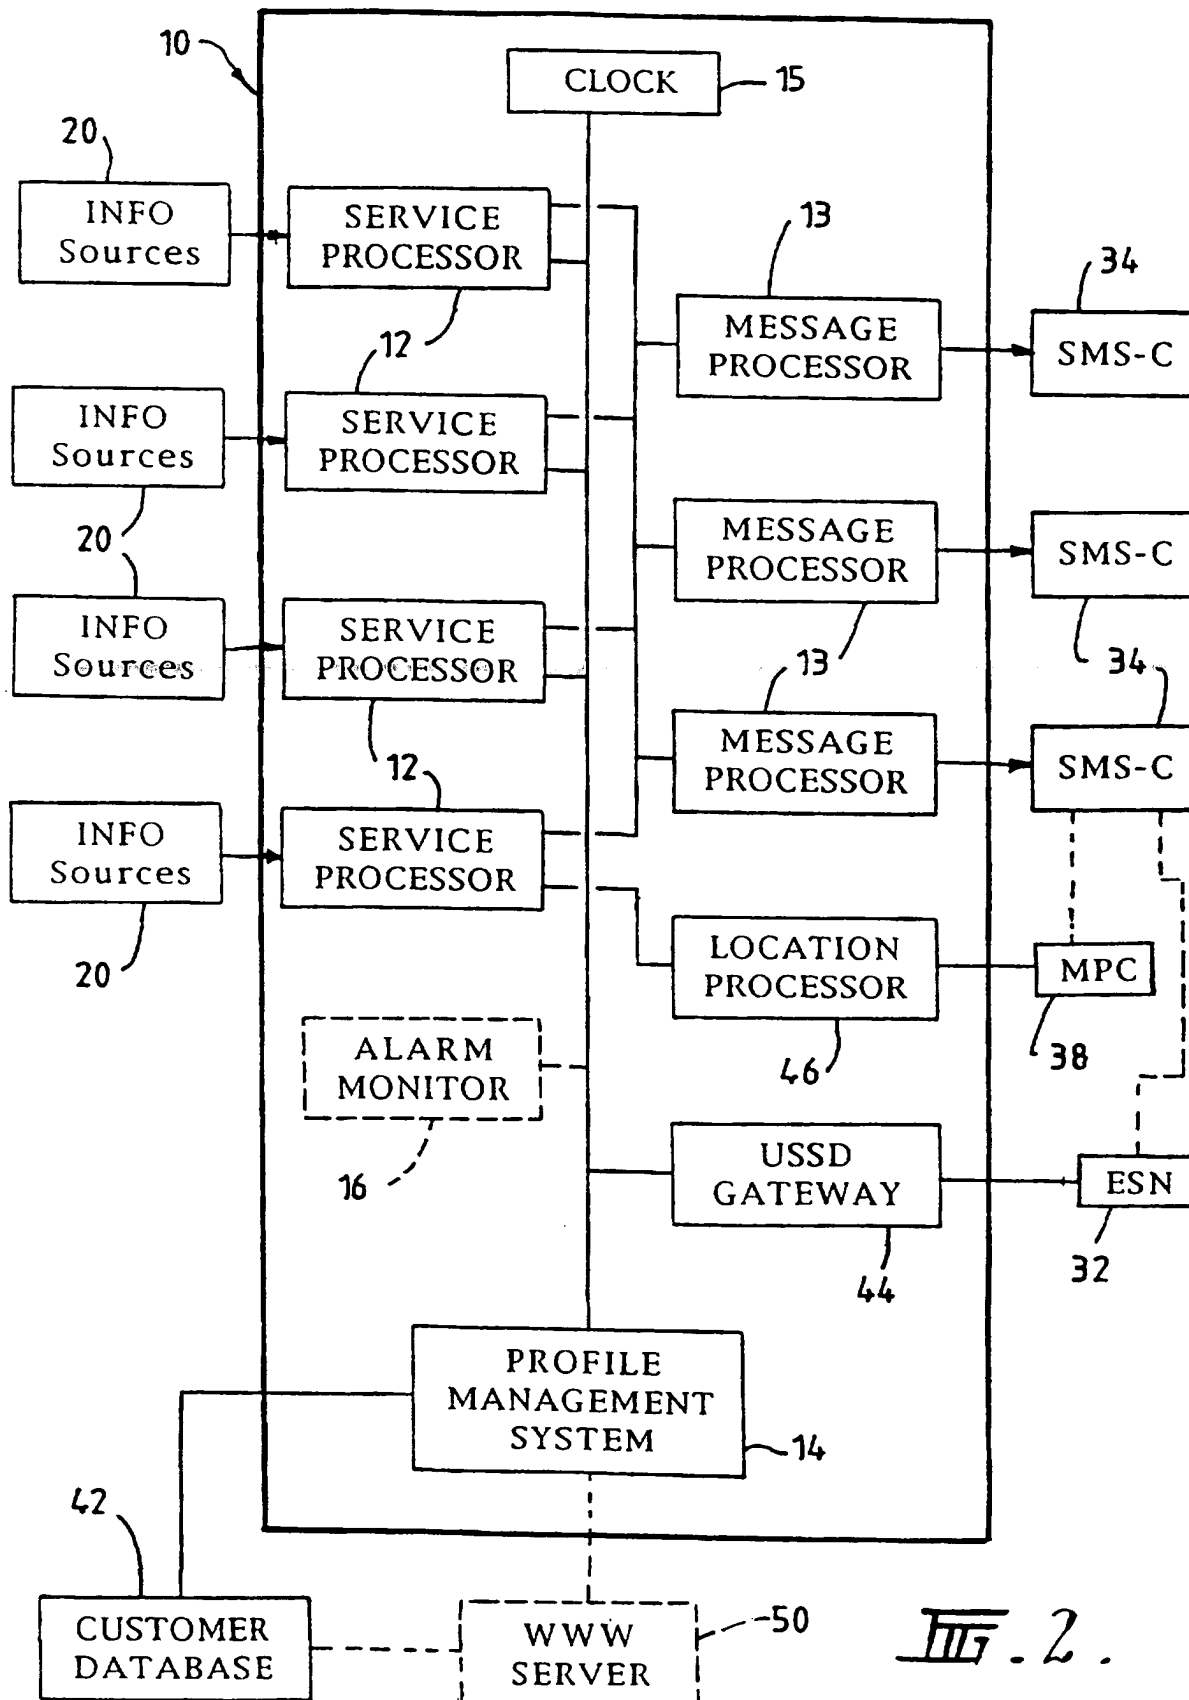 10
CLOCK
15
20
INFO
Sources
SERVICE
PROCESSOR
13
34
MESSAGE
PROCESSOR
SMS-C
12
INFO
Sources
SERVICE
PROCESSOR
20
MESSAGE
PROCESSOR
SMS-C
INFO
Sources
SERVICE
PROCESSOR
13
34
12
MESSAGE
PROCESSOR
SMS-C
INFO
Sources
SERVICE
PROCESSOR
20
LOCATION
PROCESSOR
MPC
46
38
ALARM
MONITOR
16
USSD
GATEWAY
ESN
44
32
PROFILE
MANAGEMENT
SYSTEM
14
42
CUSTOMER
DATABASE
WWW
SERVER
50
FIG. 2.